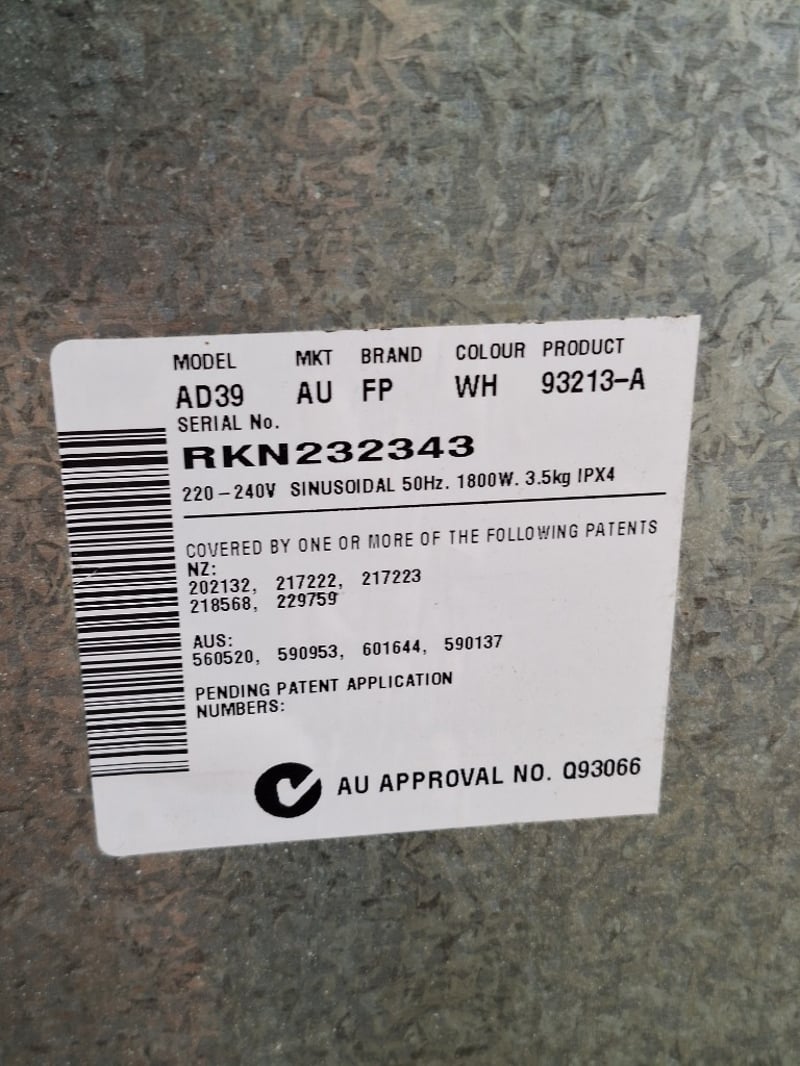 MODEL MKT BRAND COLOUR PRODUCT
AD39 AU FP WH 93213-A
SERIAL No.
RKN232343
220-240V SINUSOIDAL 50Hz. 1800W. 3.5kg IPX4
COVERED BY ONE OR MORE OF THE FOLLOWING PATENTS
NZ:
202132, 217222, 217223
218568, 229759
AUS:
560520, 590953, 601644, 590137
PENDING PATENT APPLICATION
NUMBERS:
AU APPROVAL NO. Q93066